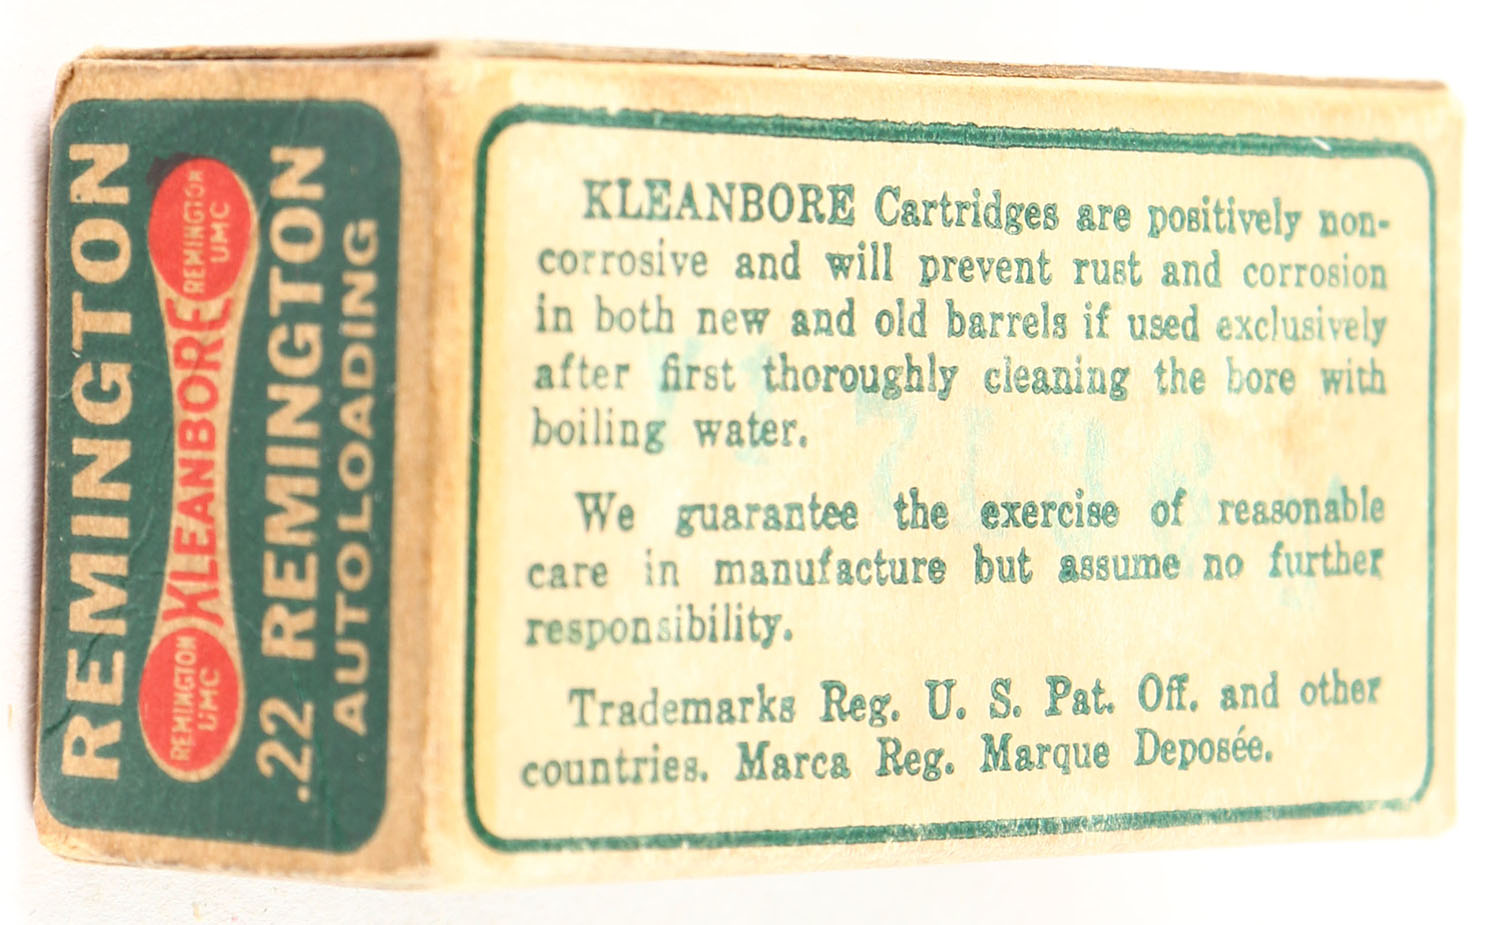 REMINGTON
REMINGTON
UMC
KLEANBORE
REMINGTON
UMC
.22 REMINGTON
AUTOLOADING
KLEANBORE Cartridges are positively non-
corrosive and will prevent rust and corrosion
in both new and old barrels if used exclusively
after first thoroughly cleaning the bore with
boiling water.
We guarantee the exercise of reasonable
care in manufacture but assume no further
responsibility.
Trademarks Reg. U. S. Pat. Off. and other
countries. Marca Reg. Marque Deposée.